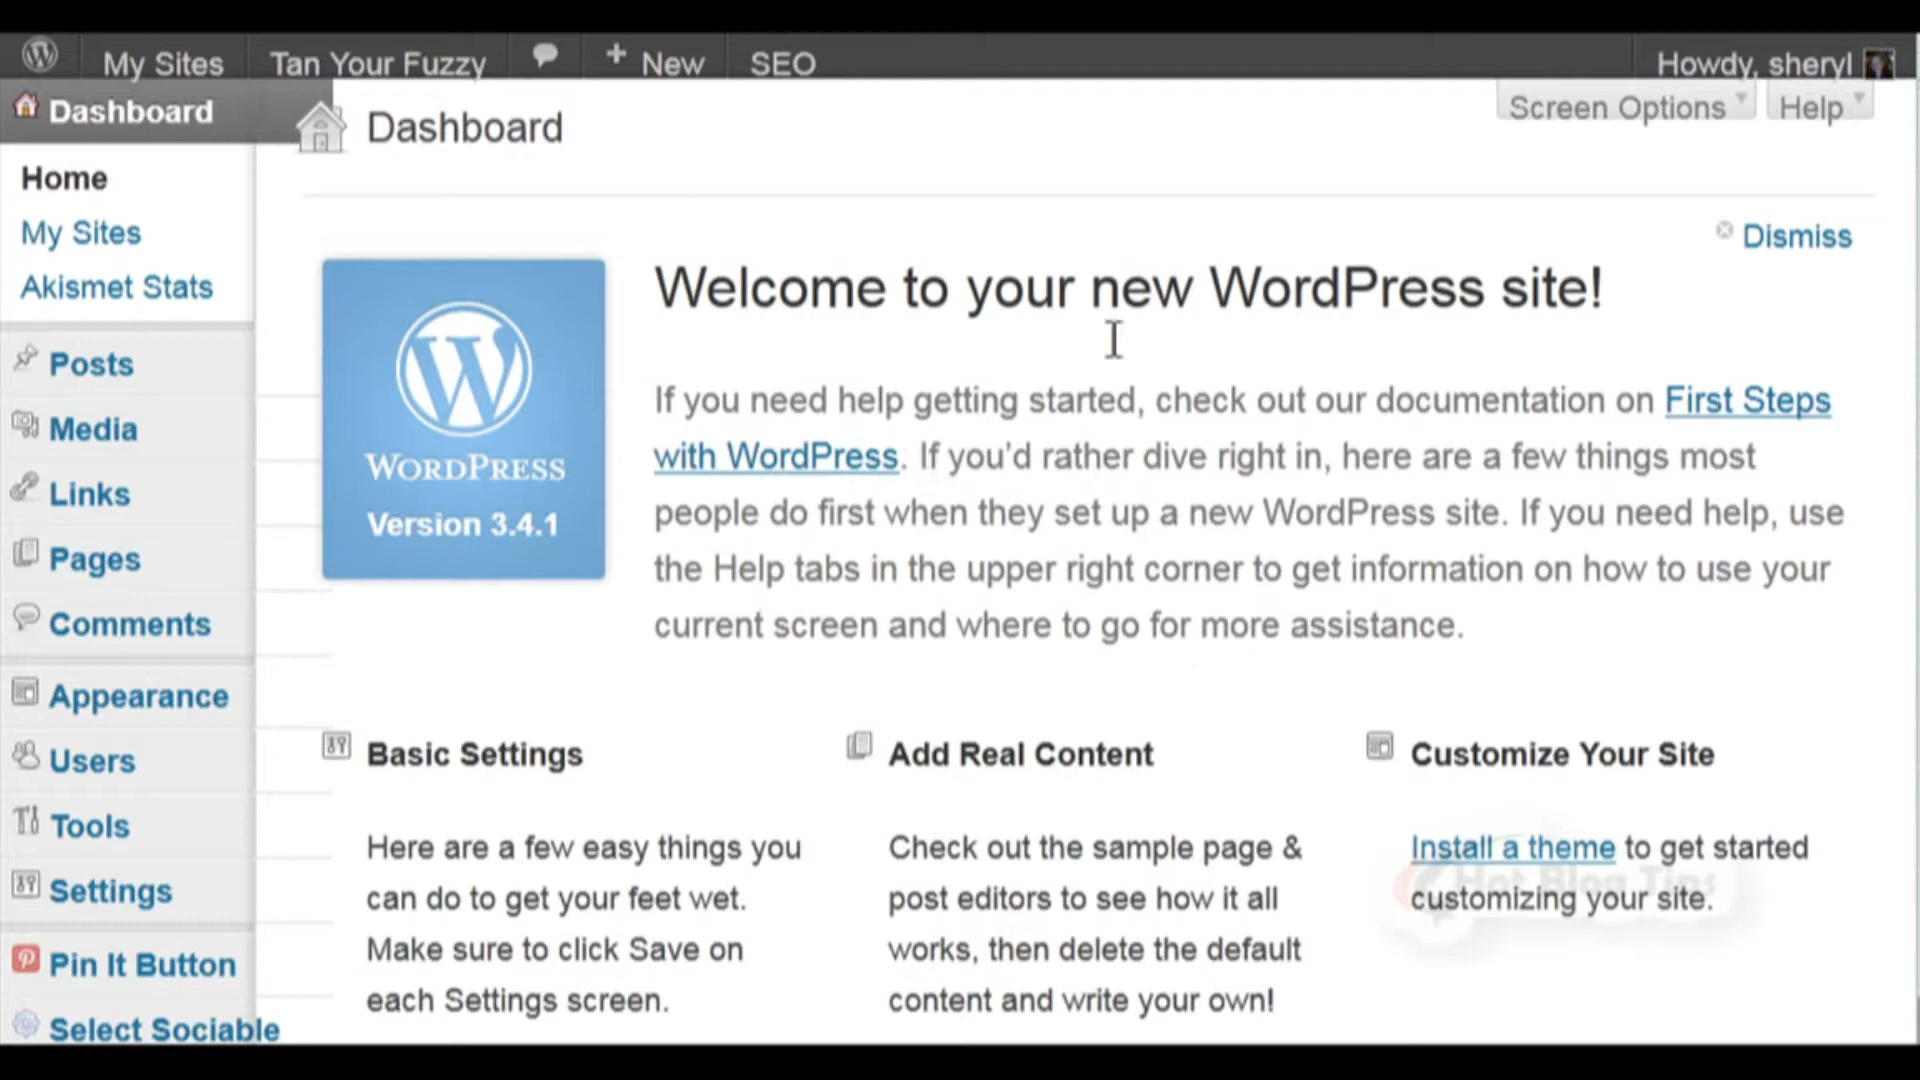 My Sites
Tan Your Fuzzy
+ New
SEO
Howdy, sheryl
Dashboard
Home
My Sites
Akismet Stats
Posts
Media
Links
Pages
Comments
Appearance
Users
Tools
Settings
Pin It Button
Select Sociable
Dashboard
Screen Options
Help
Dismiss
WORDPRESS
Version 3.4.1
Welcome to your new WordPress site!
If you need help getting started, check out our documentation on First Steps
with WordPress. If you’d rather dive right in, here are a few things most
people do first when they set up a new WordPress site. If you need help, use
the Help tabs in the upper right corner to get information on how to use your
current screen and where to go for more assistance.
Basic Settings
Here are a few easy things you
can do to get your feet wet.
Make sure to click Save on
each Settings screen.
Add Real Content
Check out the sample page &
post editors to see how it all
works, then delete the default
content and write your own!
Customize Your Site
Install a theme to get started
customizing your site.
Hot Blog Tips